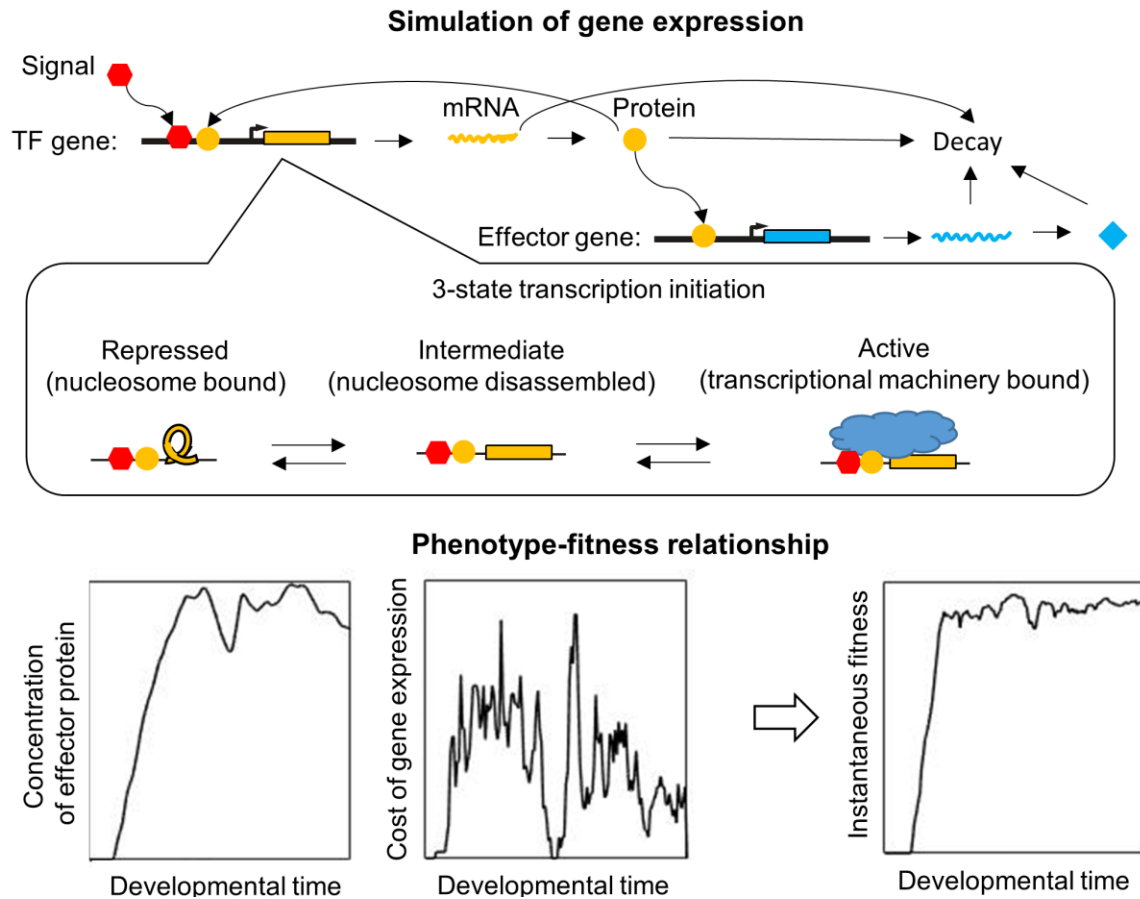 Simulation of gene expression
Signal
mRNA
Protein
TF gene:
Decay
Effector gene:
3-state transcription initiation
Repressed
(nucleosome bound)
Intermediate
(nucleosome disassembled)
Active
(transcriptional machinery bound)
Phenotype-fitness relationship
Concentration
of effector protein
Developmental time
Cost of gene expression
Developmental time
Instantaneous fitness
Developmental time